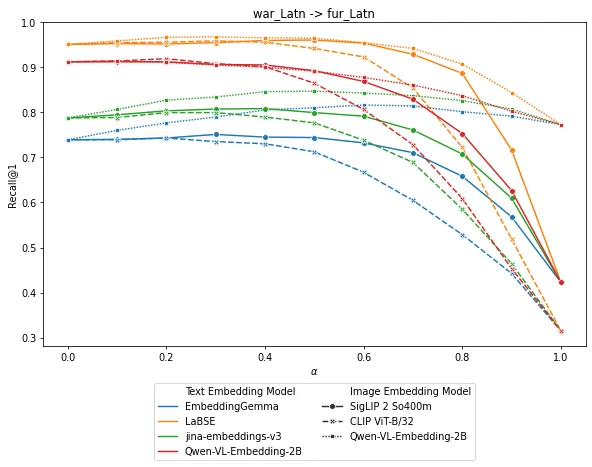 war_Latn -> fur_Latn
1.0
0.9
0.8
0.7
0.6
0.5
0.4
0.3
Recall@1
0.0 0.2 0.4 0.6 0.8 1.0
α
Text Embedding Model
EmbeddingGemma
LaBSE
jina-embeddings-v3
Qwen-VL-Embedding-2B
Image Embedding Model
SigLIP 2 So400m
CLIP ViT-B/32
Qwen-VL-Embedding-2B